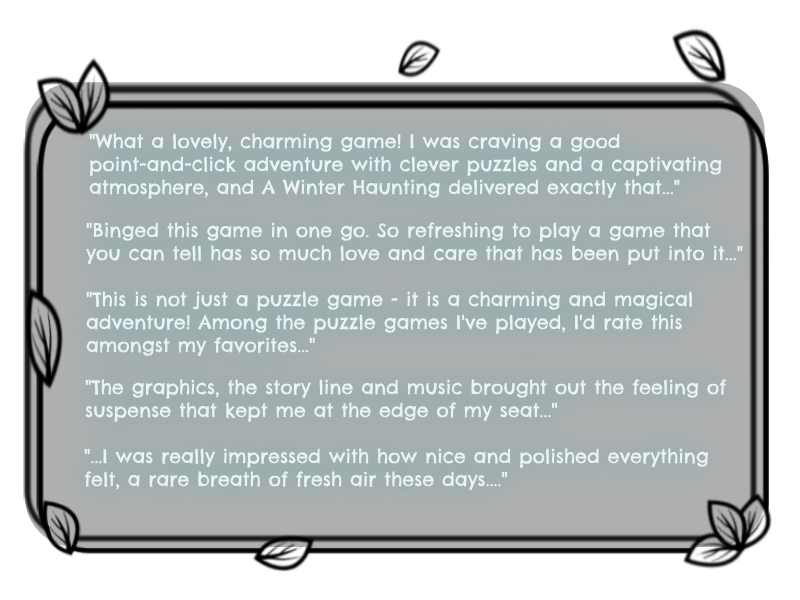 "What a lovely, charming game! I was craving a good
point-and-click adventure with clever puzzles and a captivating
atmosphere, and A Winter Haunting delivered exactly that..."
"Binged this game in one go. So refreshing to play a game that
you can tell has so much love and care that has been put into it..."
"This is not just a puzzle game - it is a charming and magical
adventure! Among the puzzle games I've played, I'd rate this
amongst my favorites..."
"The graphics, the story line and music brought out the feeling of
suspense that kept me at the edge of my seat..."
"...I was really impressed with how nice and polished everything
felt, a rare breath of fresh air these days...."